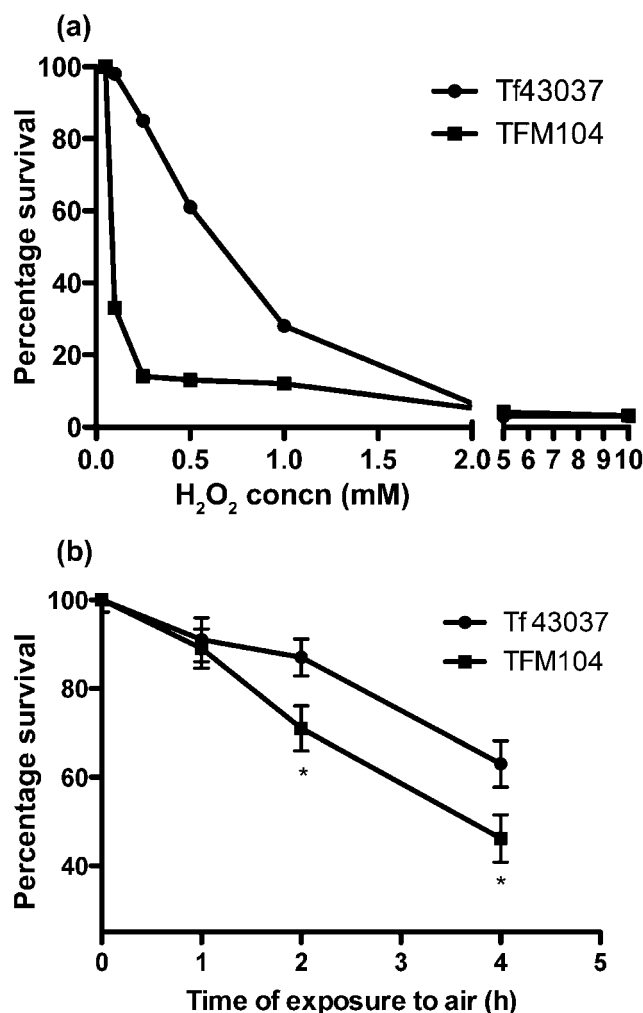 (a)
Tf43037
TFM104
Percentage survival
100
80
60
40
20
0
0.0 0.5 1.0 1.5 2.0 5 6 7 8 9 10
H₂O₂ concn (mM)
(b)
Tf 43037
TFM104
Percentage survival
100
80
60
40
*
*
0 1 2 3 4 5
Time of exposure to air (h)